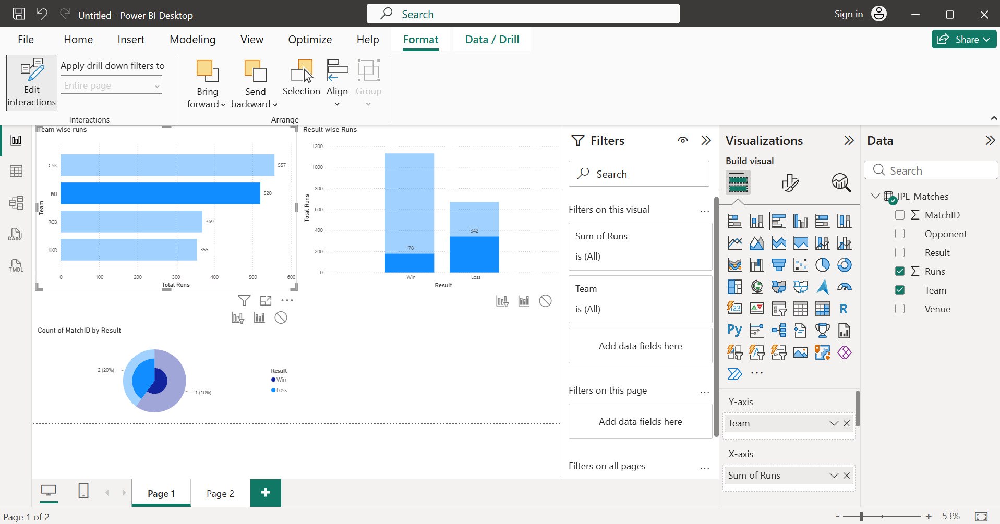 Untitled - Power BI Desktop
Search
Sign in
File
Home
Insert
Modeling
View
Optimize
Help
Format
Data / Drill
Share
Edit
interactions
Apply drill down filters to
Entire page
Interactions
Bring
forward
Send
backward
Selection
Align
Group
Arrange
Team wise runs
Team
CSK
557
MI
520
RCB
369
KKR
355
0
100
200
300
400
500
600
Total Runs
Result wise Runs
Total Runs
1200
1000
800
600
400
200
0
178
342
Win
Loss
Result
Count of MatchID by Result
2 (20%)
1 (10%)
Result
Win
Loss
DAX
TMDL
Filters
Search
Filters on this visual
...
Sum of Runs
is (All)
Team
is (All)
Add data fields here
Filters on this page
...
Add data fields here
Filters on all pages
...
Visualizations
Build visual
123
R
Py
...
Y-axis
Team
X-axis
Sum of Runs
Data
Search
IPL_Matches
MatchID
Opponent
Result
Runs
Team
Venue
Page 1
Page 2
+
Page 1 of 2
-
+
53%